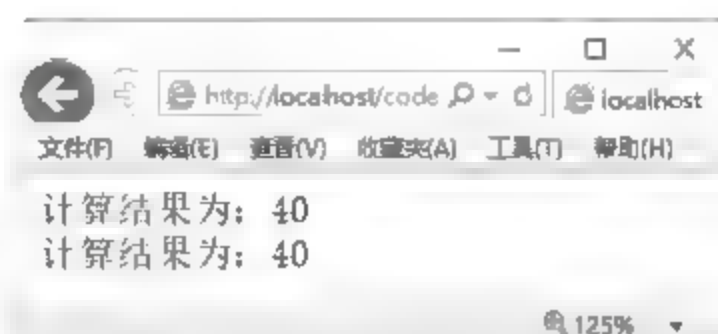 http://locahost/code
localhost
文件(F) 编辑(E) 查看(V) 收藏夹(A) 工具(T) 帮助(H)
计算结果为：40
计算结果为：40
125%